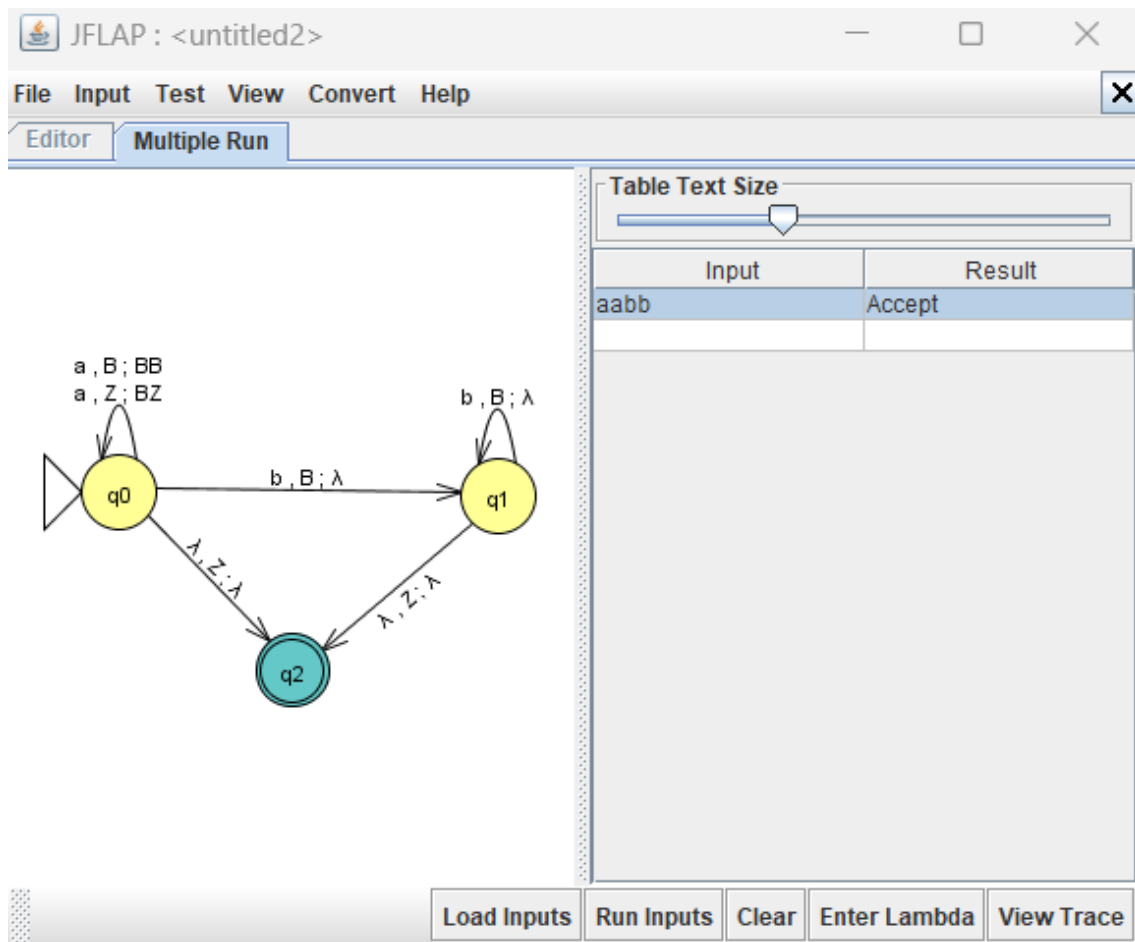 JFLAP : <untitled2>
File Input Test View Convert Help
Editor Multiple Run
Table Text Size
Input Result
aabb Accept
a , B ; BB
a , Z ; BZ
b , B ; λ
b , B ; λ
q0
q1
λ , Z ; λ
λ , Z ; λ
q2
Load Inputs Run Inputs Clear Enter Lambda View Trace